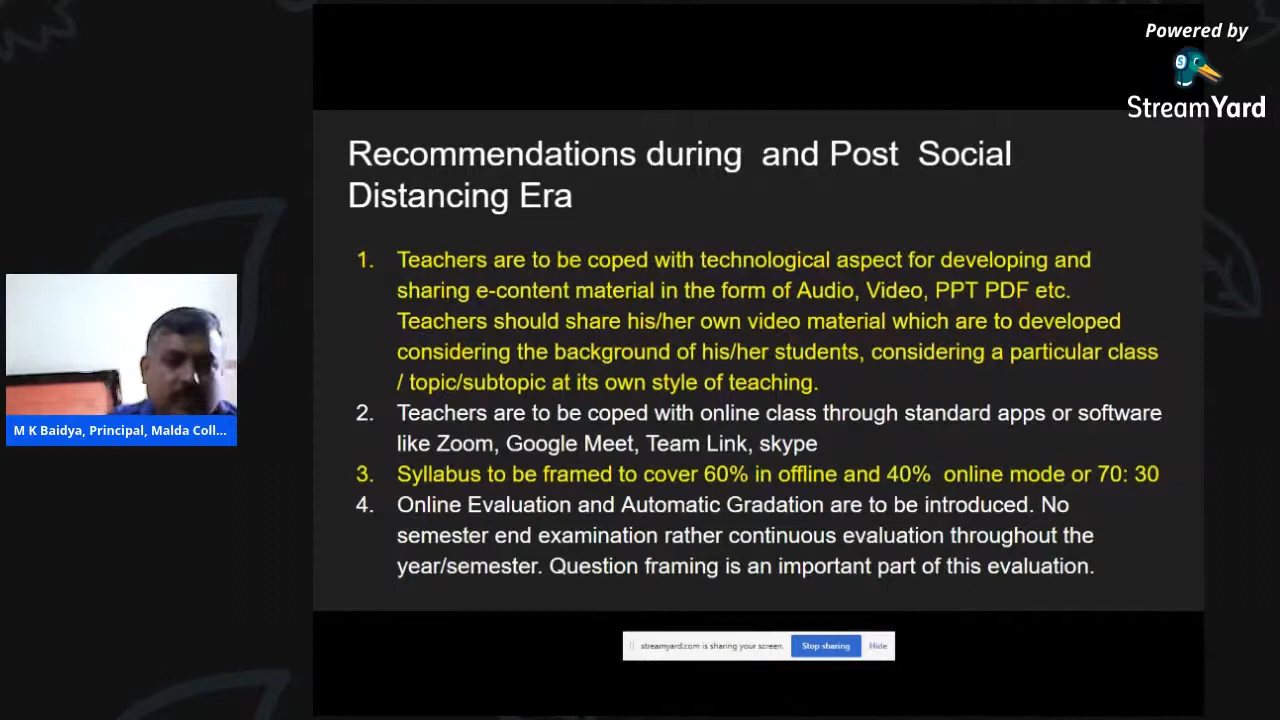 Powered by
StreamYard
Recommendations during and Post Social
Distancing Era
1. Teachers are to be coped with technological aspect for developing and
sharing e-content material in the form of Audio, Video, PPT PDF etc.
Teachers should share his/her own video material which are to developed
considering the background of his/her students, considering a particular class
/ topic/subtopic at its own style of teaching.
2. Teachers are to be coped with online class through standard apps or software
like Zoom, Google Meet, Team Link, skype
3. Syllabus to be framed to cover 60% in offline and 40% online mode or 70: 30
4. Online Evaluation and Automatic Gradation are to be introduced. No
semester end examination rather continuous evaluation throughout the
year/semester. Question framing is an important part of this evaluation.
M K Baidya, Principal, Malda Coll...
streamyard.com is sharing your screen. Stop sharing Hide